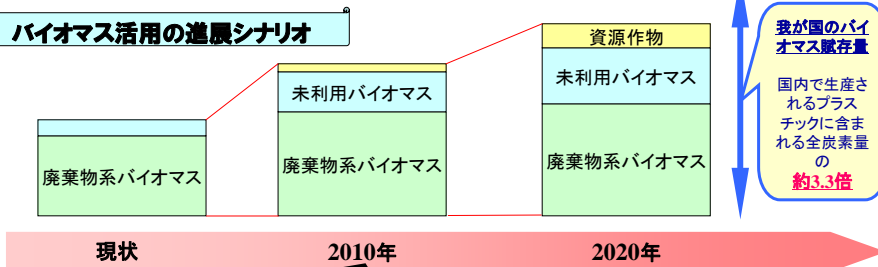 バイオマス活用の進展シナリオ
資源作物
未利用バイオマス
未利用バイオマス
廃棄物系バイオマス
廃棄物系バイオマス
廃棄物系バイオマス
我が国のバイ
オマス賦存量
国内で生産さ
れるプラス
チックに含ま
れる全炭素量
の
約3.3倍
現状
2010年
2020年